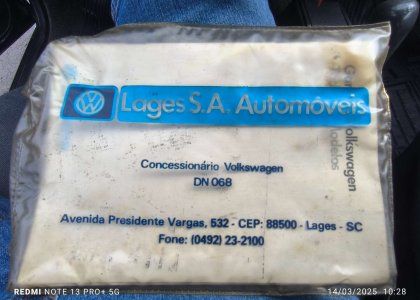 Lages S.A. Automóveis
Concessionário Volkswagen
DN 068
Avenida Presidente Vargas, 532 - CEP: 88500 - Lages - SC
Fone: (0492) 23-2100
Volkswagen
REDMI NOTE 13 PRO+ 5G
14/03/2025 10:28